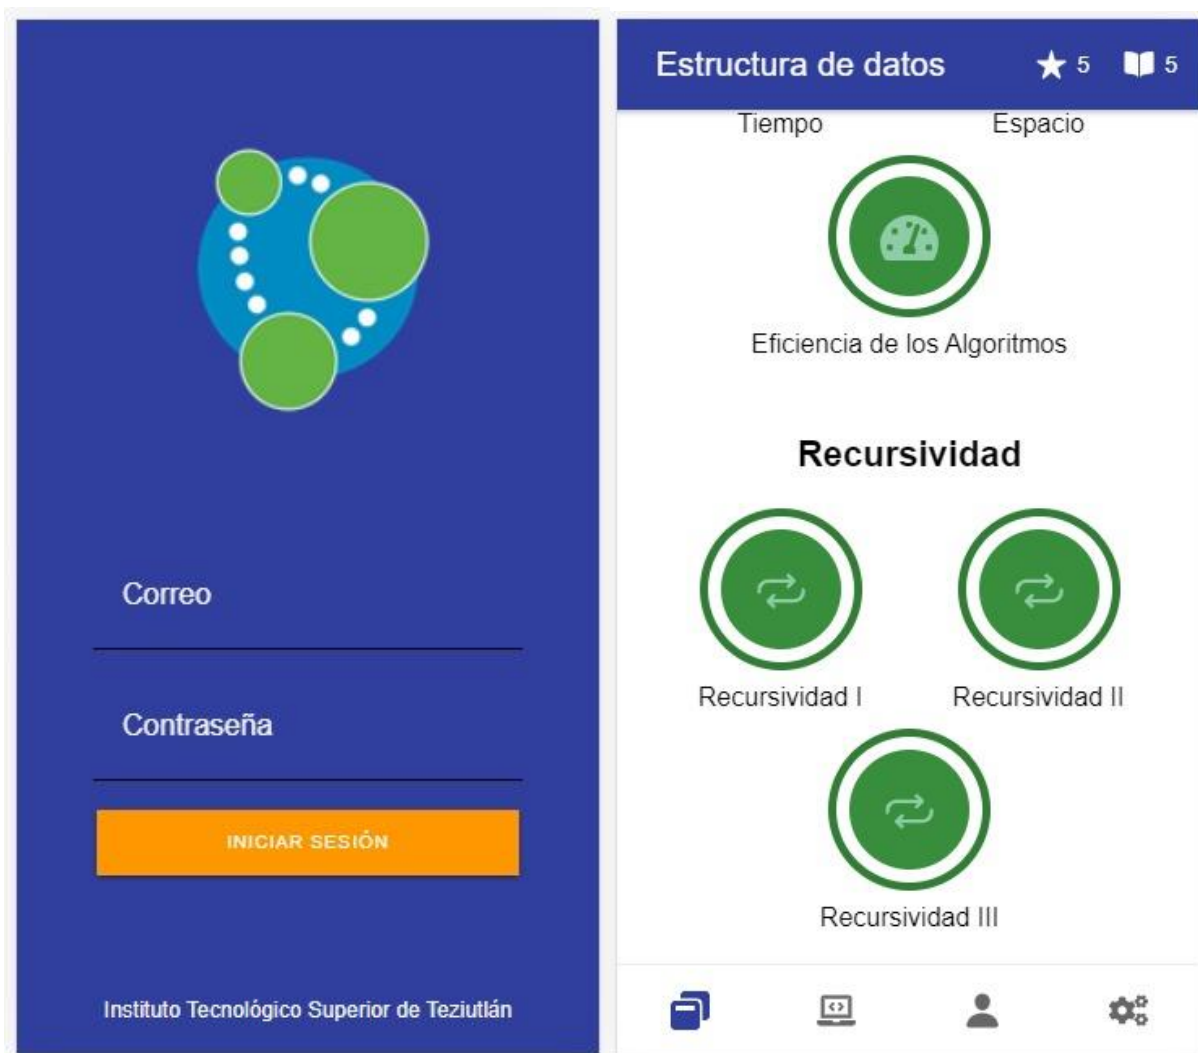 Correo
Contraseña
INICIAR SESIÓN
Instituto Tecnológico Superior de Teziutlán
Estructura de datos 5 5
Tiempo Espacio
Eficiencia de los Algoritmos
Recursividad
Recursividad I Recursividad II
Recursividad III